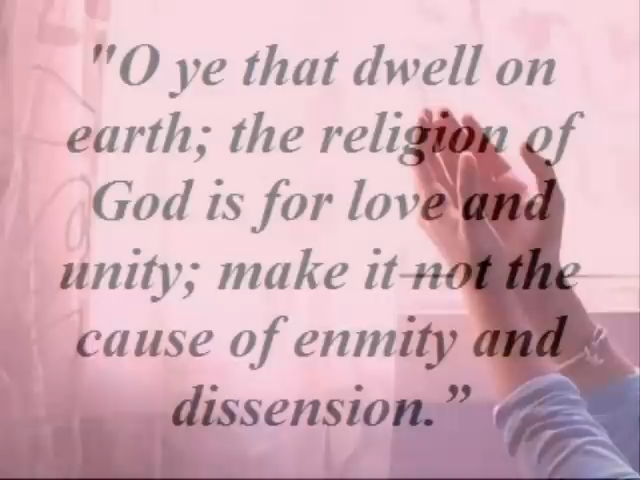 "O ye that dwell on
earth; the religion of
God is for love and
unity; make it not the
cause of enmity and
dissension.”